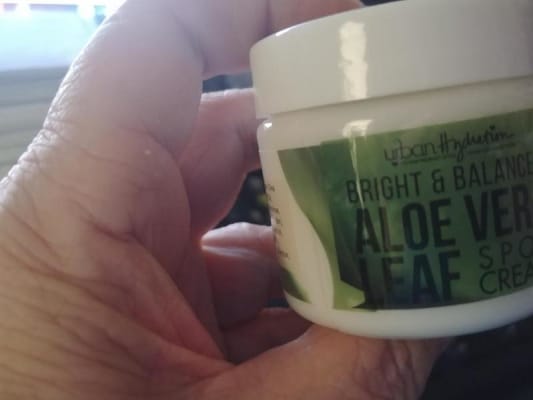 urban Hydration
BRIGHT & BALANCE
ALOE VER
LEAF SPO
CREA